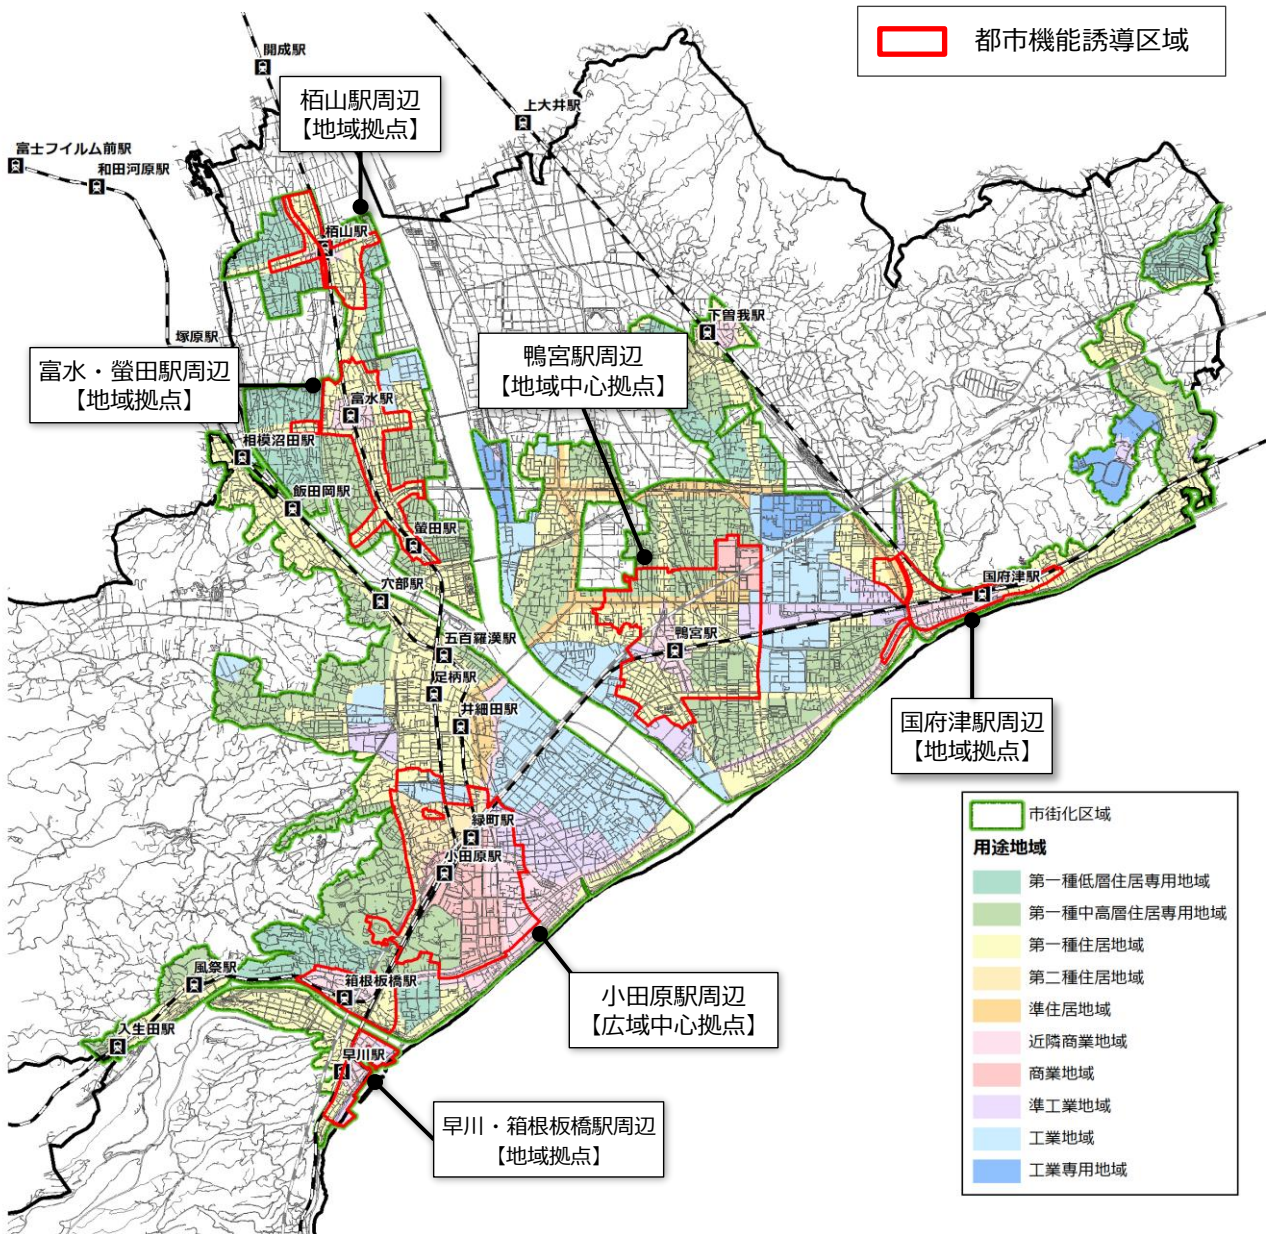 都市機能誘導区域
開成駅
栢山駅周辺
【地域拠点】
上大井駅
富士フイルム前駅
和田河原駅
栢山駅
塚原駅
下曽我駅
富水・螢田駅周辺
【地域拠点】
鴨宮駅周辺
【地域中心拠点】
富水駅
相模沼田駅
飯田岡駅
螢田駅
穴部駅
国府津駅
五百羅漢駅
鴨宮駅
足柄駅
井細田駅
国府津駅周辺
【地域拠点】
緑町駅
小田原駅
風祭駅
箱根板橋駅
入生田駅
早川駅
小田原駅周辺
【広域中心拠点】
早川・箱根板橋駅周辺
【地域拠点】
市街化区域
用途地域
第一種低層住居専用地域
第一種中高層住居専用地域
第一種住居地域
第二種住居地域
準住居地域
近隣商業地域
商業地域
準工業地域
工業地域
工業専用地域